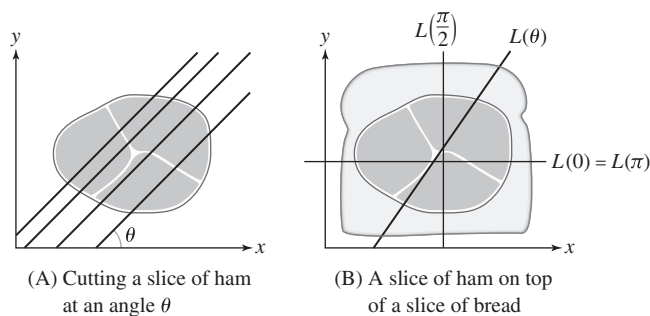 y
x
θ
(A) Cutting a slice of ham
at an angle θ
L(π/2)
L(θ)
y
L(0) = L(π)
x
(B) A slice of ham on top
of a slice of bread